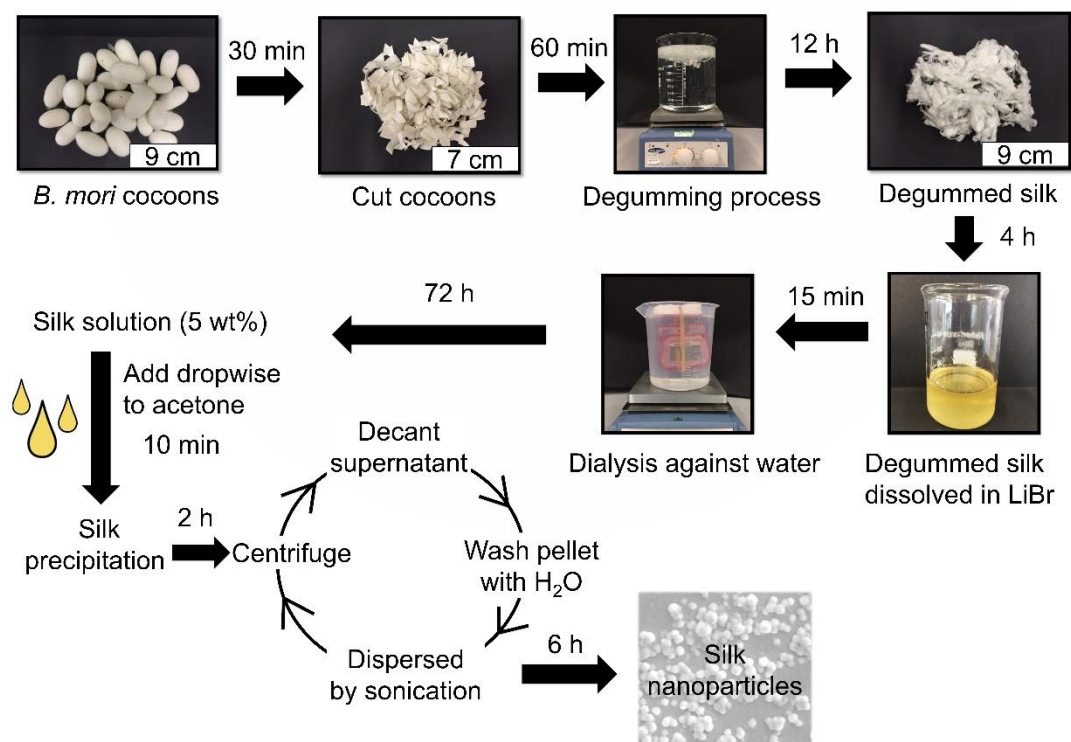 30 min
60 min
12 h
9 cm
7 cm
9 cm
B. mori cocoons
Cut cocoons
Degumming process
Degummed silk
4 h
72 h
15 min
Silk solution (5 wt%)
Add dropwise
to acetone
10 min
Decant
supernatant
Dialysis against water
Degummed silk
dissolved in LiBr
Silk
precipitation
2 h
Centrifuge
Wash pellet
with H₂O
Dispersed
by sonication
6 h
Silk
nanoparticles